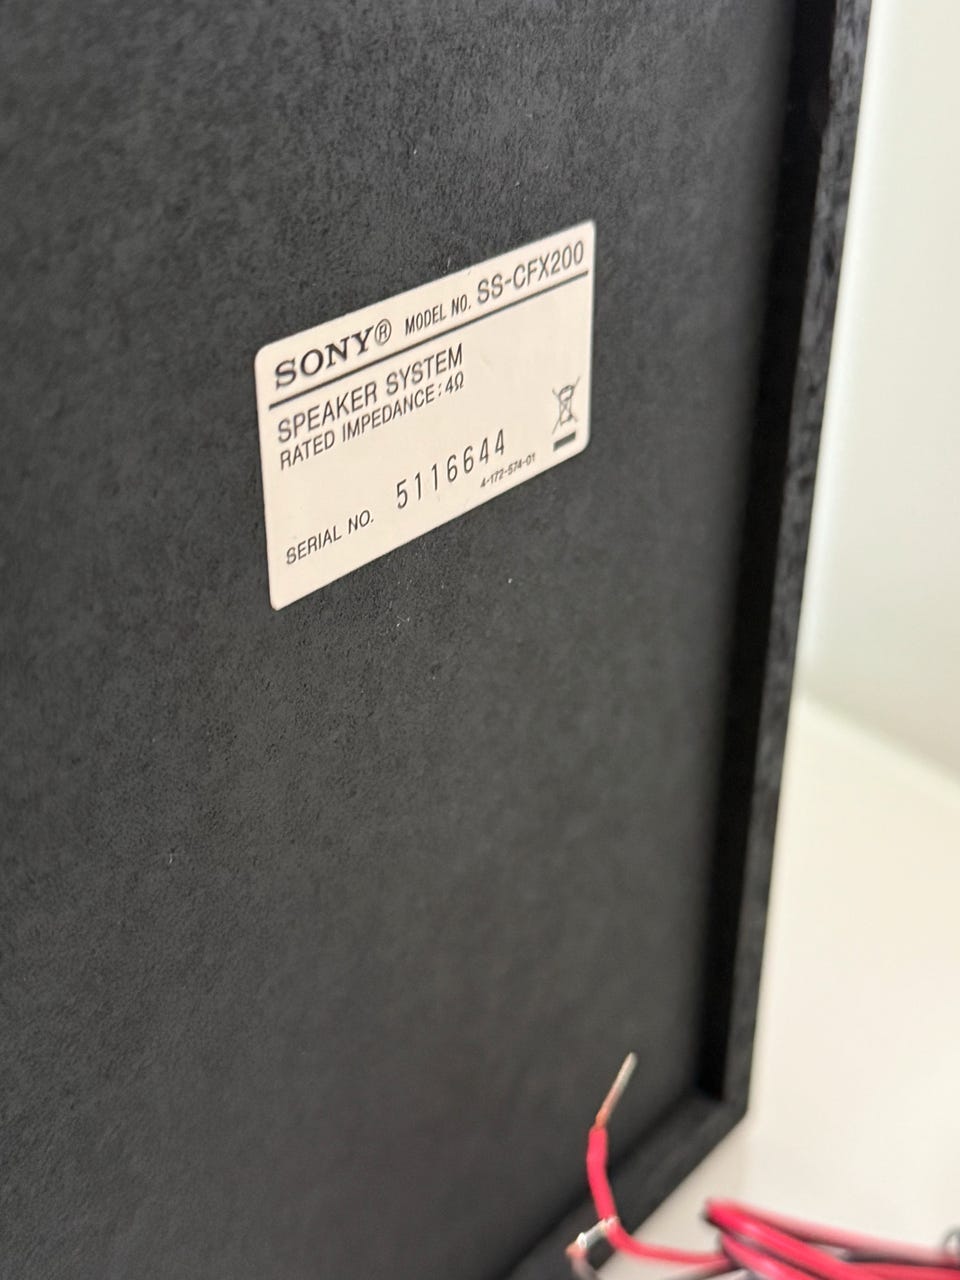 SONY® MODEL NO. SS-CFX200
SPEAKER SYSTEM
RATED IMPEDANCE: 4Ω
SERIAL NO. 5116644
4-172-574-01